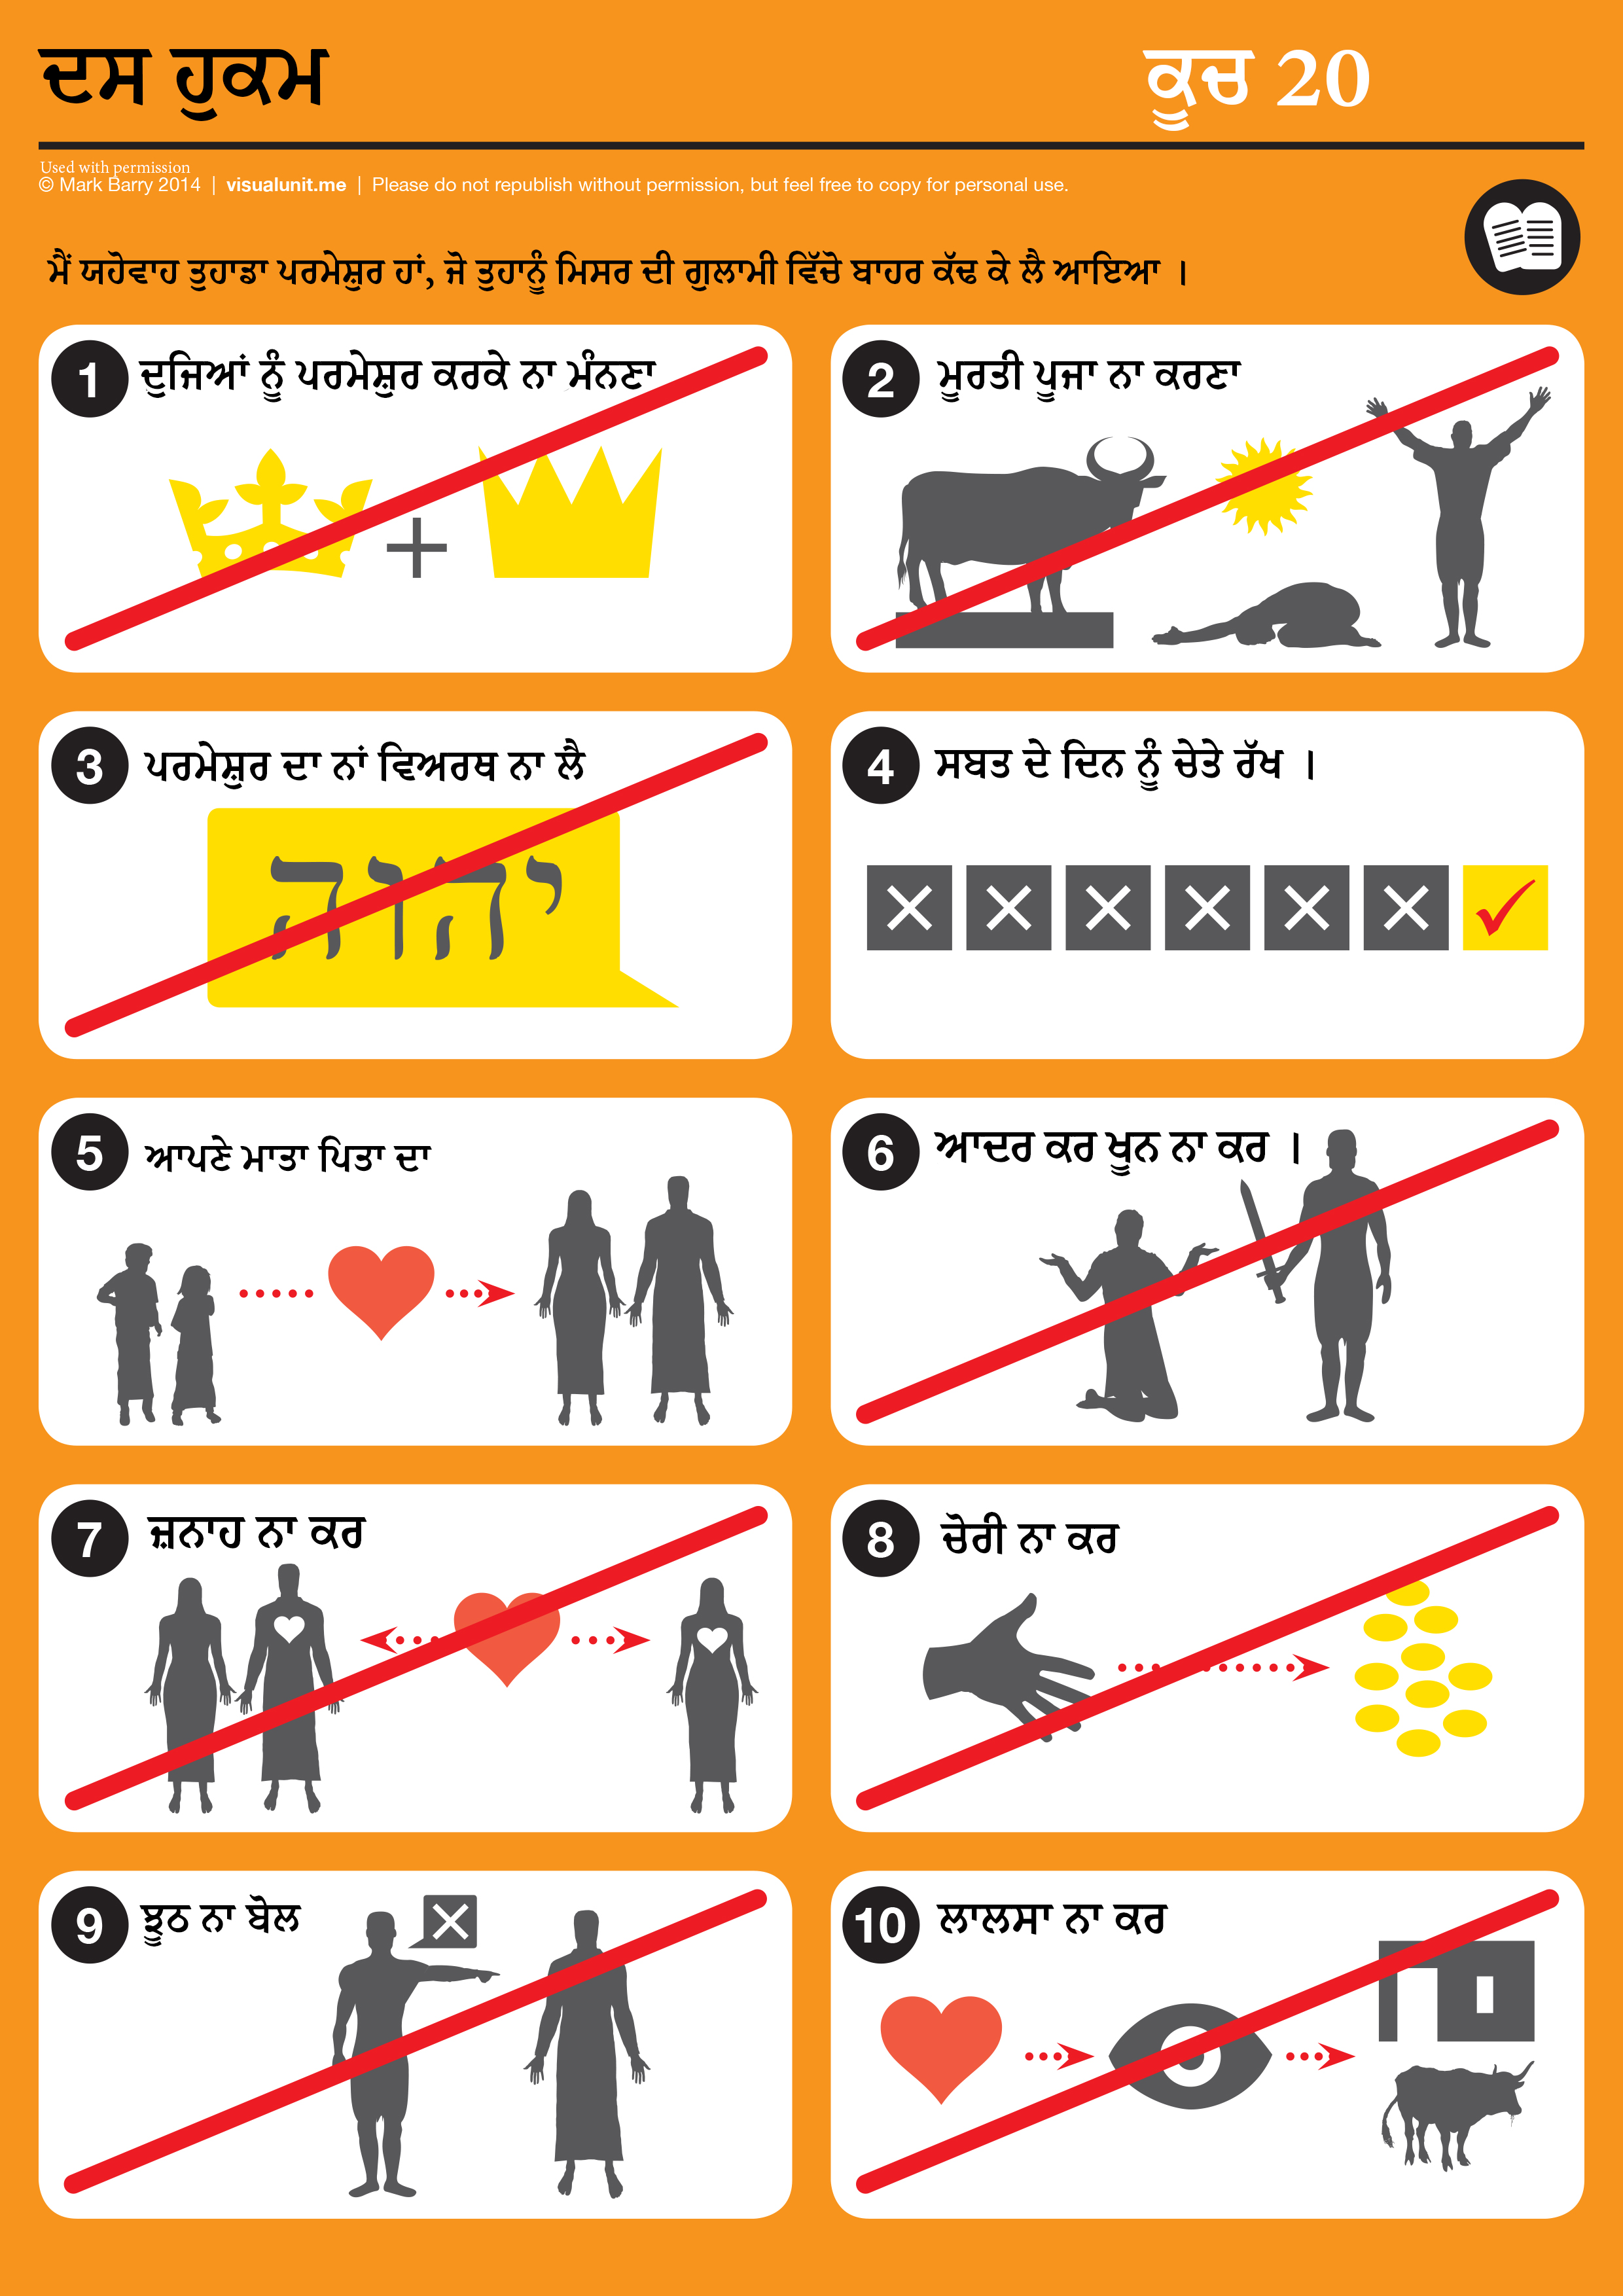 ਦਸ ਹੁਕਮ
ਕੂਚ 20
Used with permission
© Mark Barry 2014 | visualunit.me | Please do not republish without permission, but feel free to copy for personal use.
ਮੈਂ ਯਹੋਵਾਹ ਤੁਹਾਡਾ ਪਰਮੇਸ਼ੁਰ ਹਾਂ, ਜੋ ਤੁਹਾਨੂੰ ਮਿਸਰ ਦੀ ਗੁਲਾਮੀ ਵਿੱਚੋ ਬਾਹਰ ਕੱਢ ਕੇ ਲੈ ਆਇਆ ।
1 ਦੁਜਿਆਂ ਨੂੰ ਪਰਮੇਸ਼ੁਰ ਕਰਕੇ ਨਾ ਮੰਨਣਾ
2 ਮੂਰਤੀ ਪੂਜਾ ਨਾ ਕਰਣਾ
3 ਪਰਮੇਸ਼ੁਰ ਦਾ ਨਾਂ ਵਿਅਰਥ ਨਾ ਲੈ
יהוה
4 ਸਬਤ ਦੇ ਦਿਨ ਨੂੰ ਚੇਤੇ ਰੱਖ ।
5 ਆਪਣੇ ਮਾਤਾ ਪਿਤਾ ਦਾ
6 ਆਦਰ ਕਰ ਖੂਨ ਨਾ ਕਰ ।
7 ਜ਼ਨਾਹ ਨਾ ਕਰ
8 ਚੋਰੀ ਨਾ ਕਰ
9 ਝੂਠ ਨਾ ਬੋਲ
10 ਲਾਲਸਾ ਨਾ ਕਰ